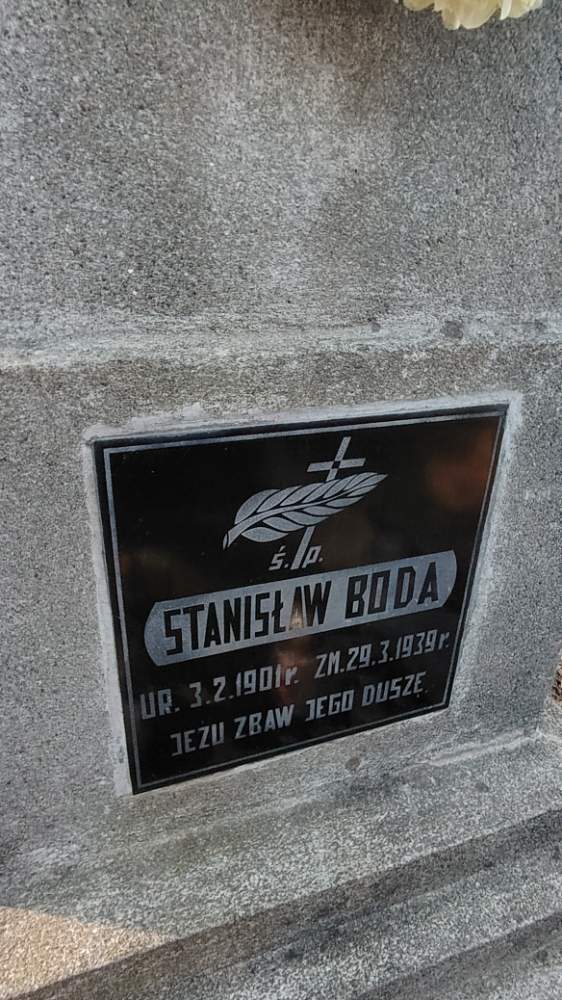 ś. p.
STANISŁAW BODA
UR. 3.2.1901r. ZM.29.3.1939r.
JEZU ZBAW JEGO DUSZĘ.